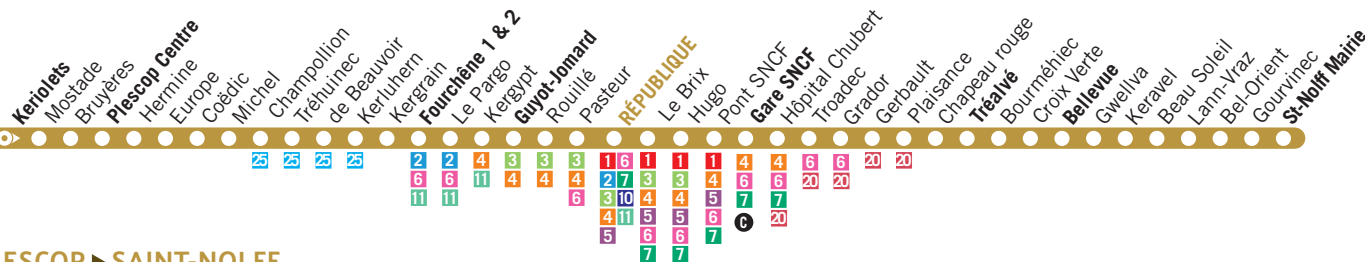 Keriolets
Mostade
Bruyères
Plescop Centre
Hermine
Europe
Coëdic
Michel
Champollion
Tréhuinec
de Beauvoir
Kerluhern
Kergrain
Fourchêne 1 & 2
Le Pargo
Kergypt
Guyot-Jomard
Rouillé
Pasteur
RÉPUBLIQUE
Le Brix
Hugo
Pont SNCF
Gare SNCF
Hôpital Chubert
Troadec
Grador
Gerbault
Plaisance
Chapeau rouge
Tréalvé
Bourméhiec
Croix Verte
Bellevue
Gwellva
Keravel
Beau Soleil
Lann-Vraz
Bel-Orient
Gourvinec
St-Nolff Mairie
25 25 25 25 2 2 4 3 3 3 1 6 1 1 1 4 4 6 6 20 20
6 6 11 4 4 4 2 7 3 3 4 6 6 20 20
11 11 6 3 10 4 4 5 7 7
4 11 5 5 6 C 20
5 6 6 7
7 7
ESCOP ▸ SAINT-NOLFF